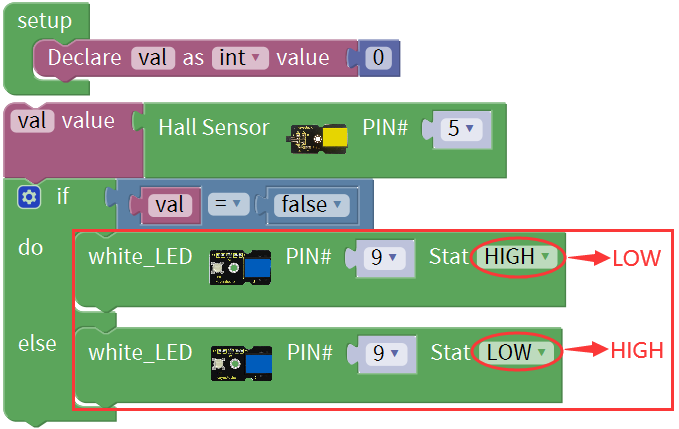 setup
Declare val as int value 0
val value Hall Sensor PIN# 5
if val = false
do white_LED PIN# 9 Stat HIGH LOW
else white_LED PIN# 9 Stat LOW HIGH